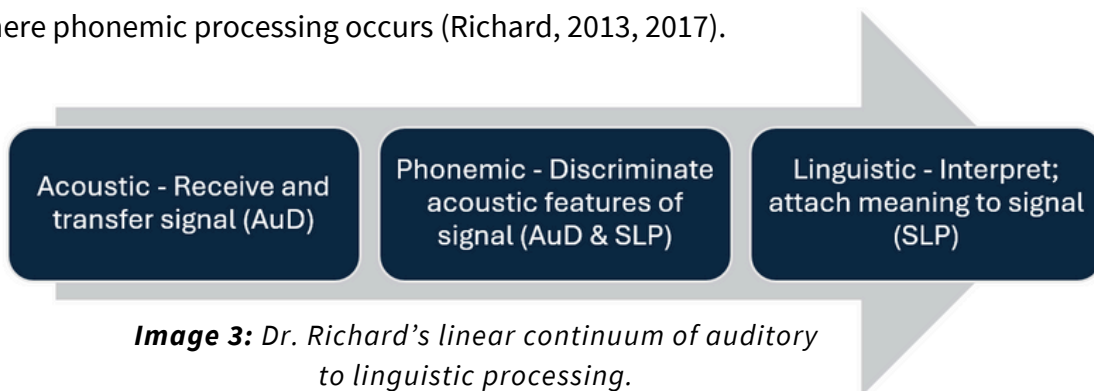 phonemic processing occurs (Richard, 2013, 2017).
Acoustic - Receive and
transfer signal (AuD)
Phonemic - Discriminate
acoustic features of
signal (AuD & SLP)
Linguistic - Interpret;
attach meaning to signal
(SLP)
Image 3: Dr. Richard’s linear continuum of auditory
to linguistic processing.